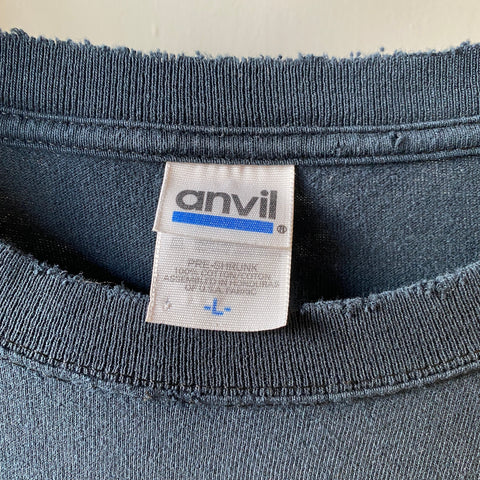 anvil
®
PRE-SHRUNK
100% COTTON/COTON
ASSEMBLED IN HONDURAS
OF U.S.A. FABRIC
-L-